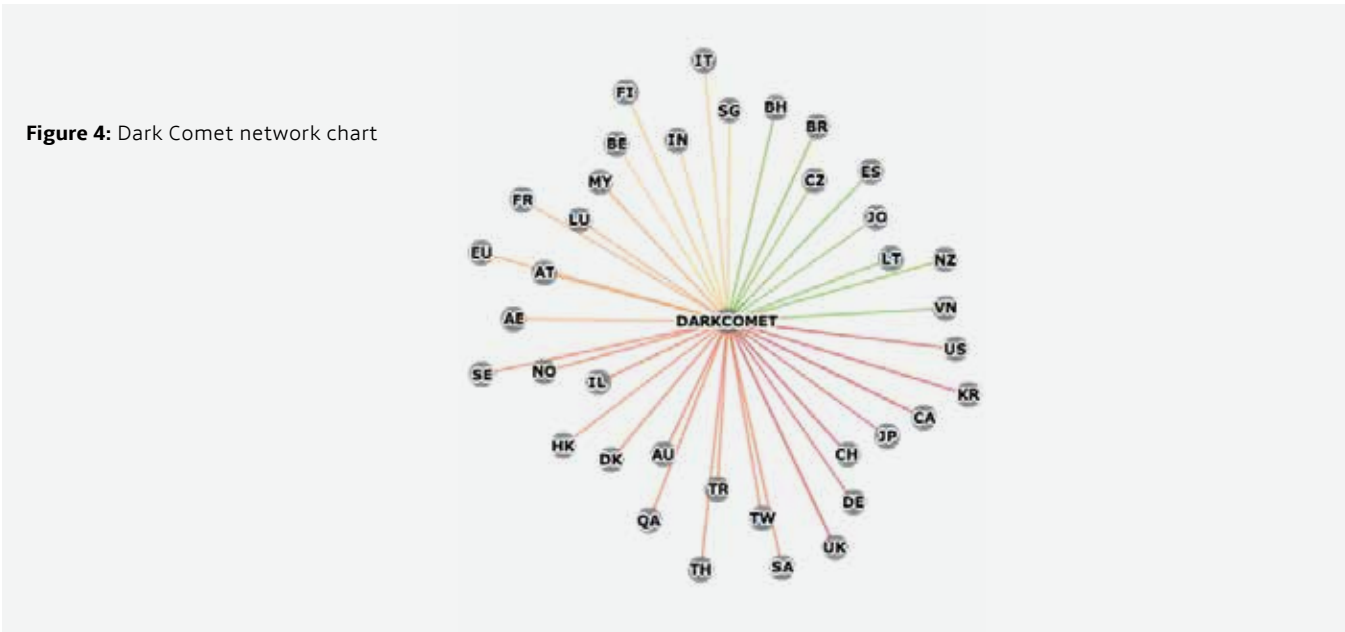 Figure 4: Dark Comet network chart
IT
FI
SG
BH
BR
IN
BE
CZ
ES
MY
FR
LU
JO
EU
AT
LT
NZ
AE
VN
DARKCOMET
US
SE
NO
IL
KR
CA
HK
DK
AU
JP
CH
TR
DE
QA
TW
UK
TH
SA